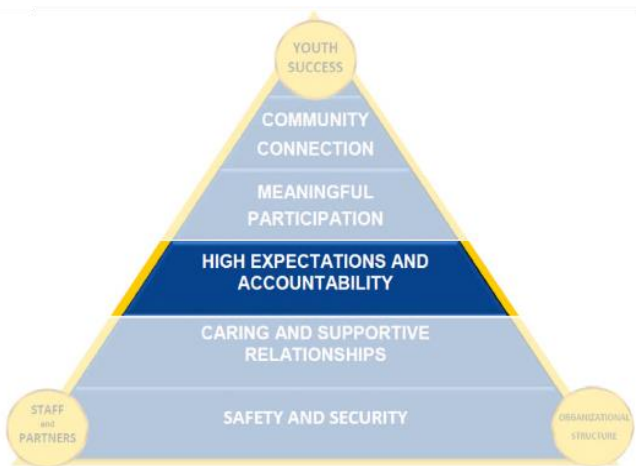 YOUTH
SUCCESS
COMMUNITY
CONNECTION
MEANINGFUL
PARTICIPATION
HIGH EXPECTATIONS AND
ACCOUNTABILITY
CARING AND SUPPORTIVE
RELATIONSHIPS
SAFETY AND SECURITY
STAFF
and
PARTNERS
ORGANIZATIONAL
STRUCTURE